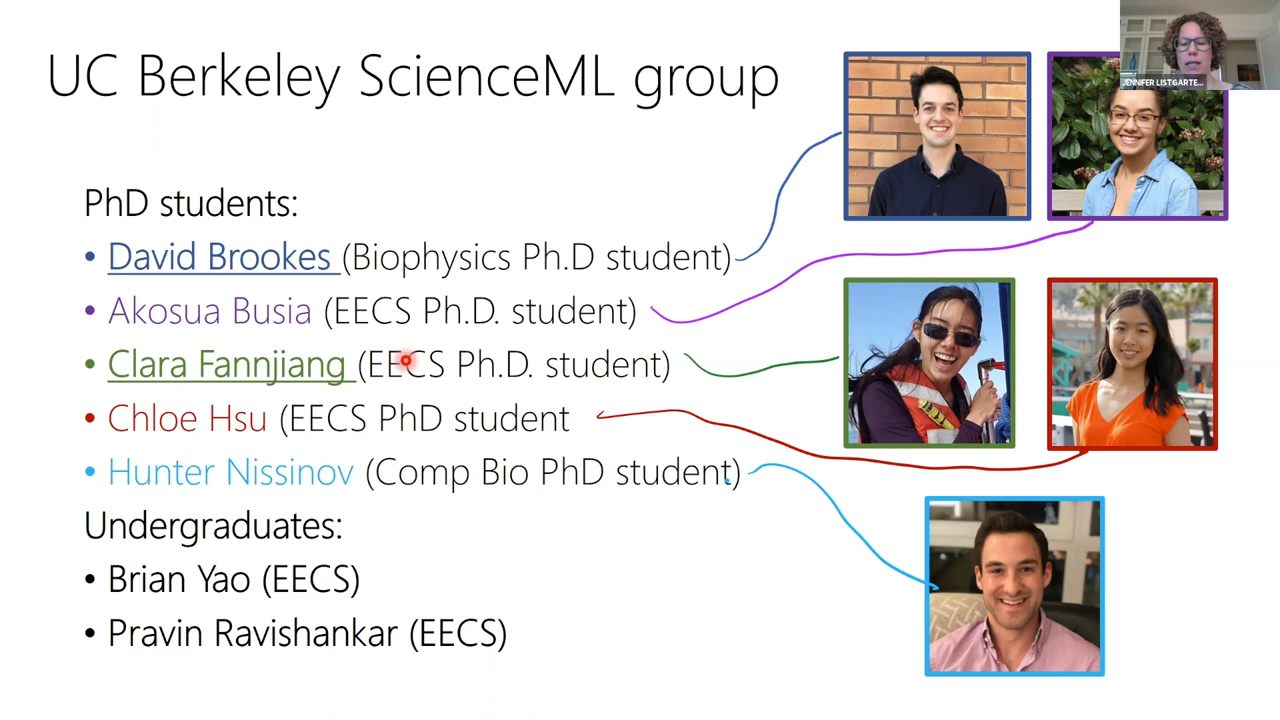 UC Berkeley ScienceML group
JENNIFER LISTGARTE...
PhD students:
• David Brookes (Biophysics Ph.D student)
• Akosua Busia (EECS Ph.D. student)
• Clara Fannjiang (EECS Ph.D. student)
• Chloe Hsu (EECS PhD student
• Hunter Nissinov (Comp Bio PhD student)
Undergraduates:
• Brian Yao (EECS)
• Pravin Ravishankar (EECS)